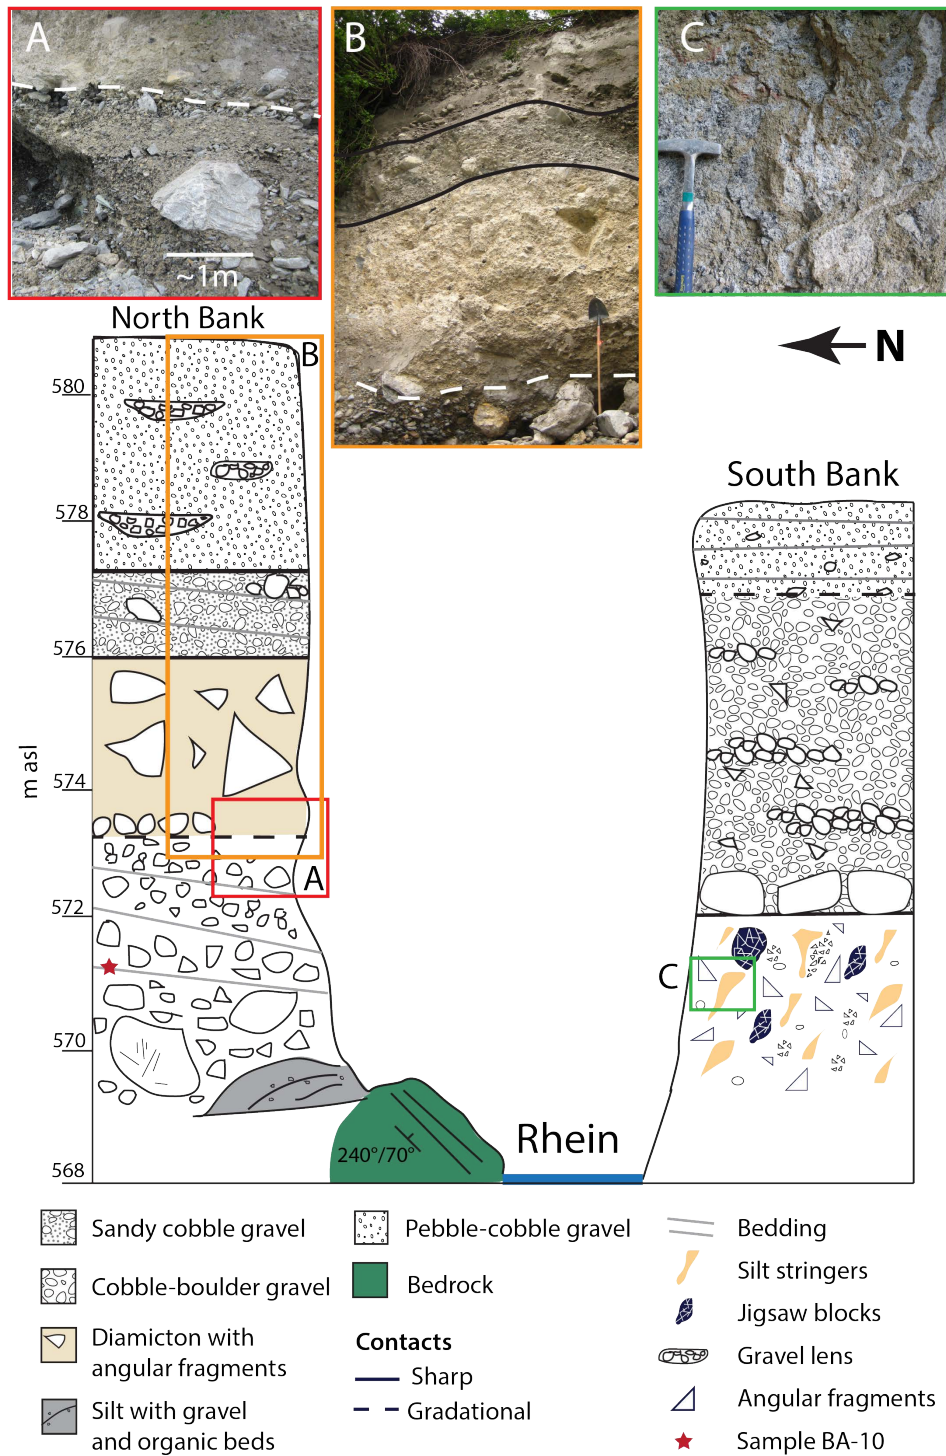 A
B
C
~1m
North Bank
N
B
580
South Bank
578
576
m asl
574
A
572
C
570
Rhein
240°/70°
568
Sandy cobble gravel
Pebble-cobble gravel
Bedding
Cobble-boulder gravel
Bedrock
Silt stringers
Jigsaw blocks
Diamicton with
angular fragments
Contacts
Sharp
Gradational
Gravel lens
Silt with gravel
and organic beds
Angular fragments
Sample BA-10